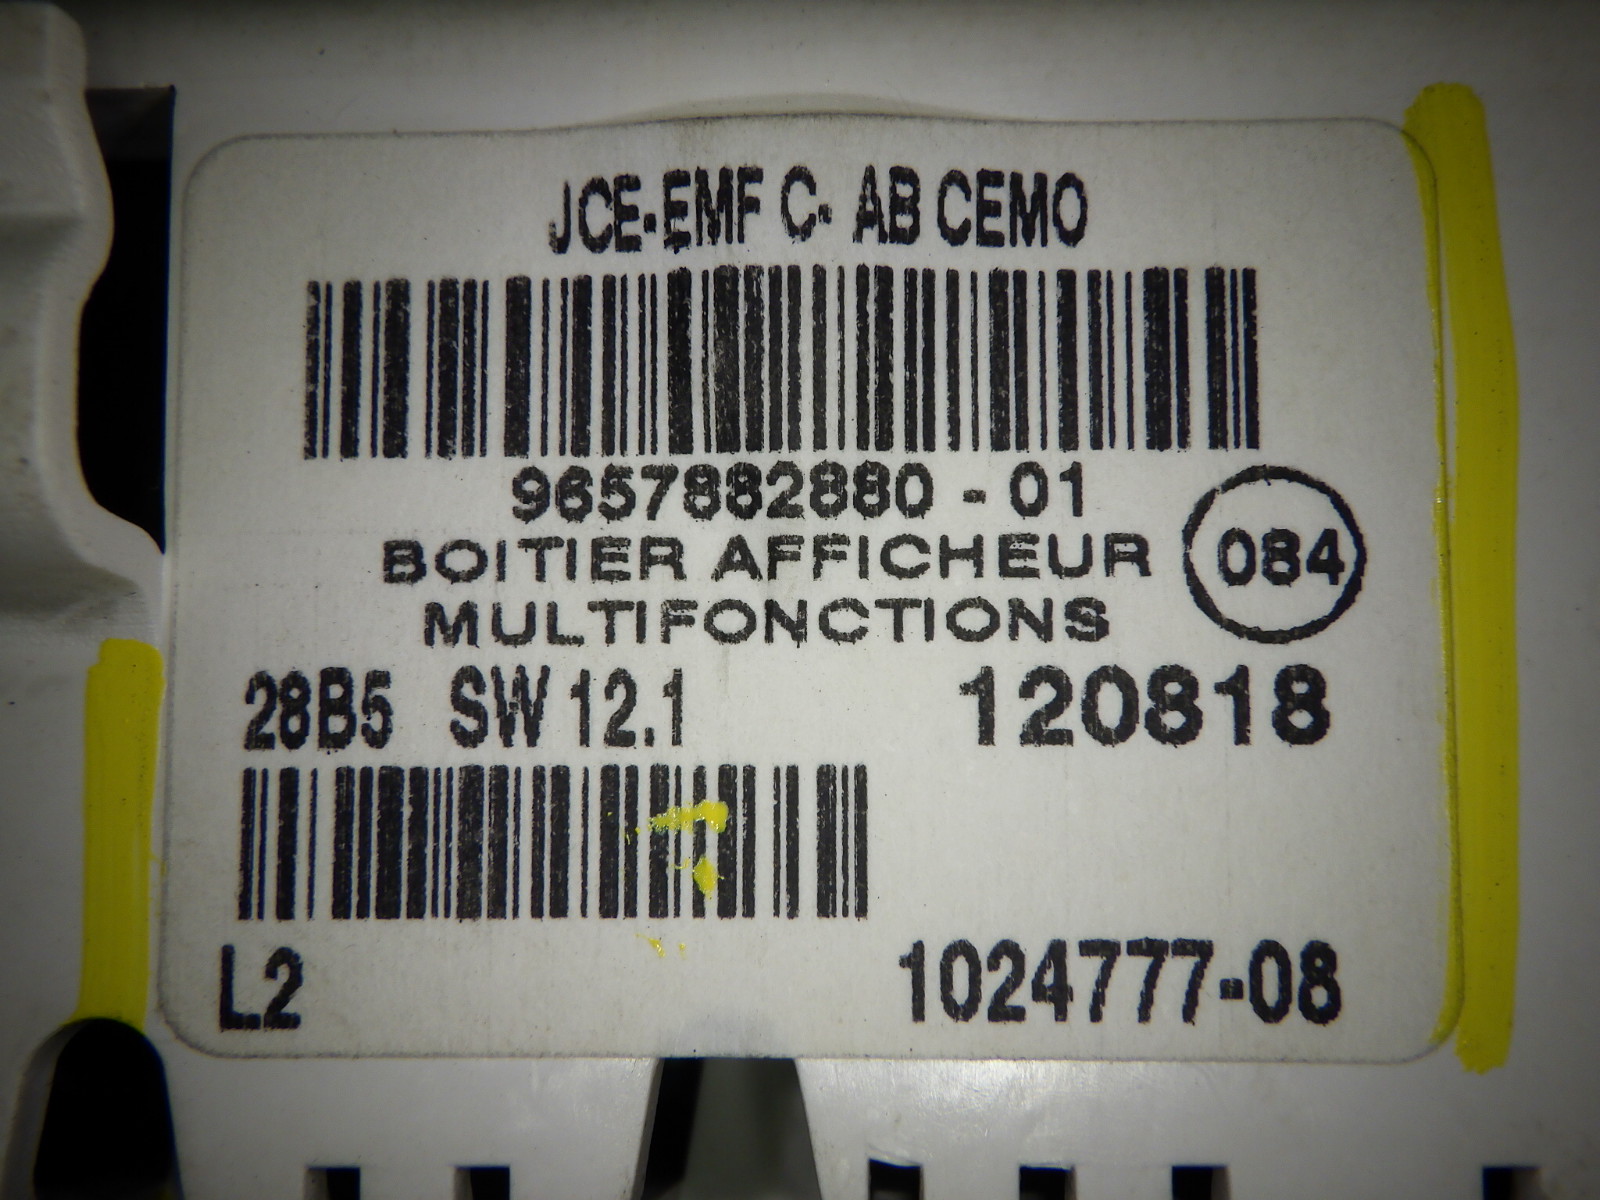 JCE-EMF C- AB CEMO
9657882880 - 01
BOITIER AFFICHEUR
MULTIFONCTIONS
084
28B5 SW 12.1 120818
L2 1024777-08